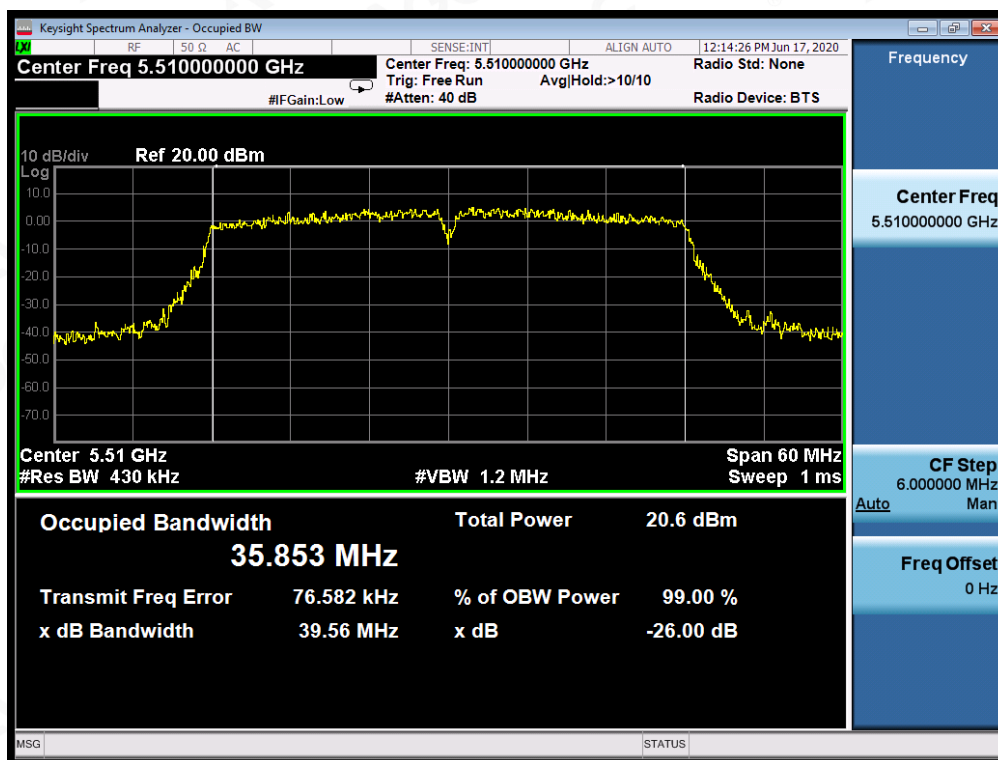 Keysight Spectrum Analyzer - Occupied BW
LXI RF 50 Ω AC SENSE:INT ALIGN AUTO 12:14:26 PM Jun 17, 2020
Center Freq 5.510000000 GHz
Center Freq: 5.510000000 GHz
Radio Std: None
Trig: Free Run Avg|Hold:>10/10
#IFGain:Low
#Atten: 40 dB
Radio Device: BTS
Frequency
10 dB/div Ref 20.00 dBm
Log
10.0
0.00
-10.0
-20.0
-30.0
-40.0
-50.0
-60.0
-70.0
Center 5.51 GHz Span 60 MHz
#Res BW 430 kHz #VBW 1.2 MHz Sweep 1 ms
Center Freq
5.510000000 GHz
CF Step
6.000000 MHz
Auto Man
Freq Offset
0 Hz
Occupied Bandwidth Total Power 20.6 dBm
35.853 MHz
Transmit Freq Error 76.582 kHz % of OBW Power 99.00 %
x dB Bandwidth 39.56 MHz x dB -26.00 dB
MSG STATUS